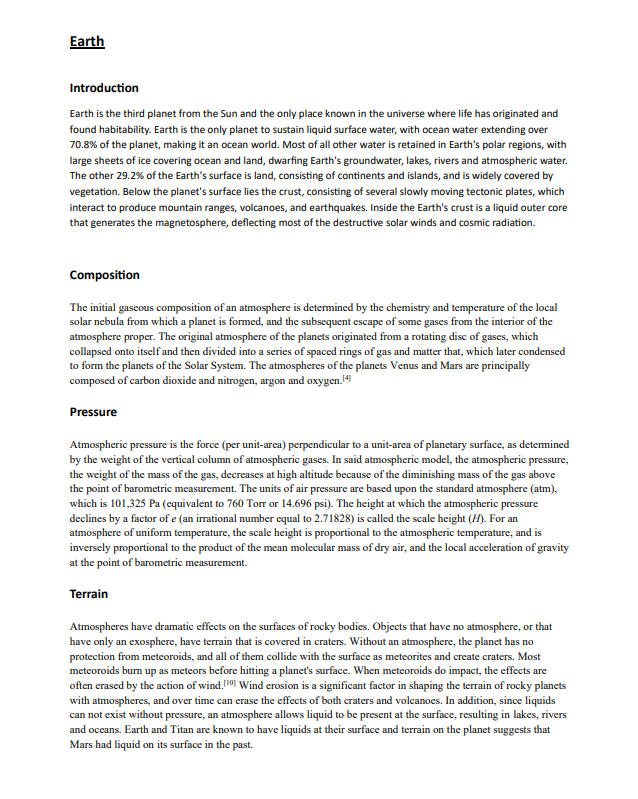 Earth
Introduction
Earth is the third planet from the Sun and the only place known in the universe where life has originated and
found habitability. Earth is the only planet to sustain liquid surface water, with ocean water extending over
70.8% of the planet, making it an ocean world. Most of all other water is retained in Earth's polar regions, with
large sheets of ice covering ocean and land, dwarfing Earth's groundwater, lakes, rivers and atmospheric water.
The other 29.2% of the Earth's surface is land, consisting of continents and islands, and is widely covered by
vegetation. Below the planet's surface lies the crust, consisting of several slowly moving tectonic plates, which
interact to produce mountain ranges, volcanoes, and earthquakes. Inside the Earth's crust is a liquid outer core
that generates the magnetosphere, deflecting most of the destructive solar winds and cosmic radiation.
Composition
The initial gaseous composition of an atmosphere is determined by the chemistry and temperature of the local
solar nebula from which a planet is formed, and the subsequent escape of some gases from the interior of the
atmosphere proper. The original atmosphere of the planets originated from a rotating disc of gases, which
collapsed onto itself and then divided into a series of spaced rings of gas and matter that, which later condensed
to form the planets of the Solar System. The atmospheres of the planets Venus and Mars are principally
composed of carbon dioxide and nitrogen, argon and oxygen.[4]
Pressure
Atmospheric pressure is the force (per unit-area) perpendicular to a unit-area of planetary surface, as determined
by the weight of the vertical column of atmospheric gases. In said atmospheric model, the atmospheric pressure,
the weight of the mass of the gas, decreases at high altitude because of the diminishing mass of the gas above
the point of barometric measurement. The units of air pressure are based upon the standard atmosphere (atm),
which is 101,325 Pa (equivalent to 760 Torr or 14.696 psi). The height at which the atmospheric pressure
declines by a factor of e (an irrational number equal to 2.71828) is called the scale height (H). For an
atmosphere of uniform temperature, the scale height is proportional to the atmospheric temperature, and is
inversely proportional to the product of the mean molecular mass of dry air, and the local acceleration of gravity
at the point of barometric measurement.
Terrain
Atmospheres have dramatic effects on the surfaces of rocky bodies. Objects that have no atmosphere, or that
have only an exosphere, have terrain that is covered in craters. Without an atmosphere, the planet has no
protection from meteoroids, and all of them collide with the surface as meteorites and create craters. Most
meteoroids burn up as meteors before hitting a planet's surface. When meteoroids do impact, the effects are
often erased by the action of wind.[10] Wind erosion is a significant factor in shaping the terrain of rocky planets
with atmospheres, and over time can erase the effects of both craters and volcanoes. In addition, since liquids
can not exist without pressure, an atmosphere allows liquid to be present at the surface, resulting in lakes, rivers
and oceans. Earth and Titan are known to have liquids at their surface and terrain on the planet suggests that
Mars had liquid on its surface in the past.